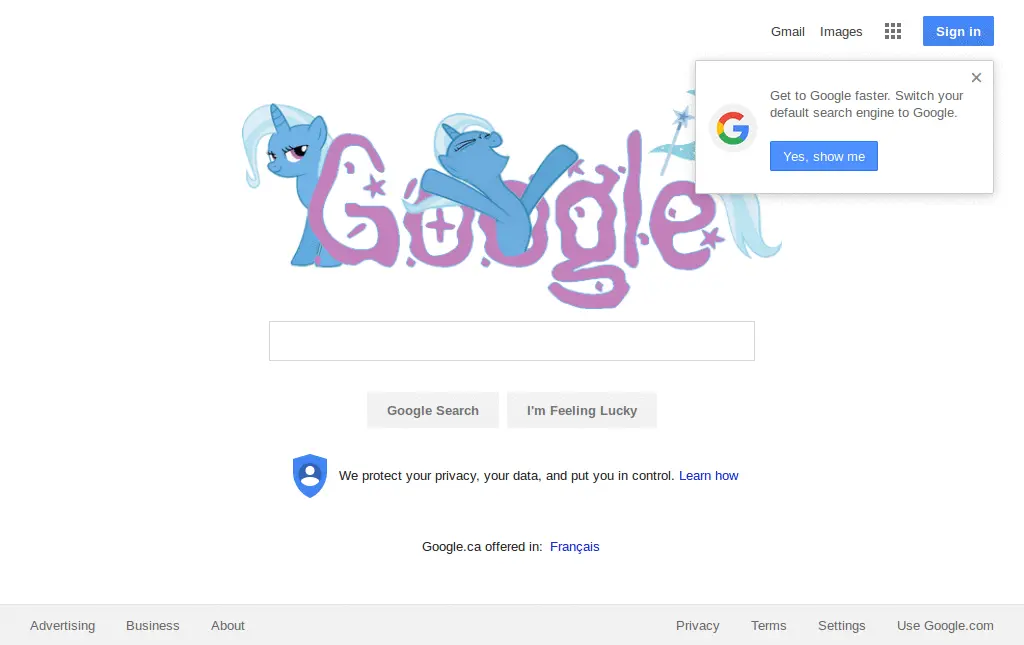 Gmail Images Sign in
Get to Google faster. Switch your
default search engine to Google.
Yes, show me
Google
Google Search I'm Feeling Lucky
We protect your privacy, your data, and put you in control. Learn how
Google.ca offered in: Français
Advertising Business About Privacy Terms Settings Use Google.com